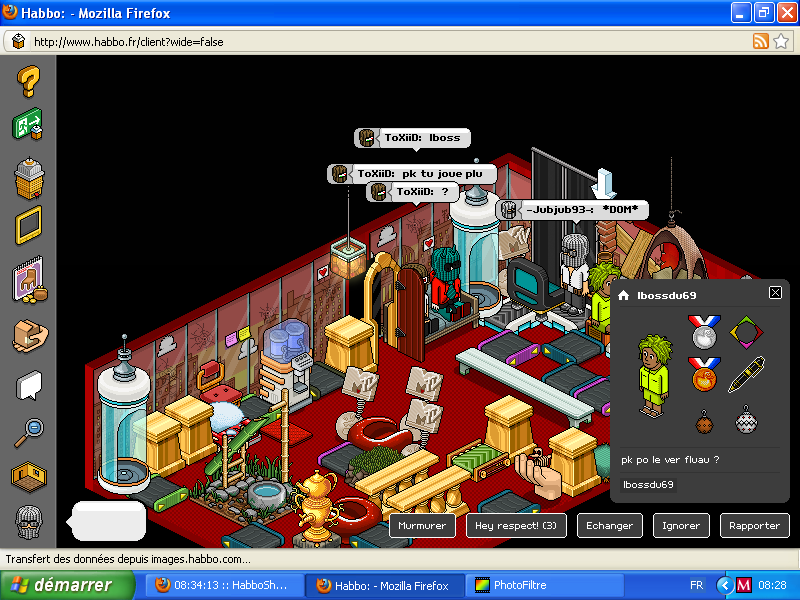 Habbo: - Mozilla Firefox
http://www.habbo.fr/client?wide=false
ToXiiD: lboss
ToXiiD: pk tu joue plu
ToXiiD: ?
-Jubjub93-: *DOM*
lbossdu69
pk po le ver fluau ?
lbossdu69
Murmurer
Hey respect! (3)
Echanger
Ignorer
Rapporter
Transfert des données depuis images.habbo.com...
démarrer
08:34:13 :: HabboSh...
Habbo: - Mozilla Firefox
PhotoFiltre
FR
M
08:28